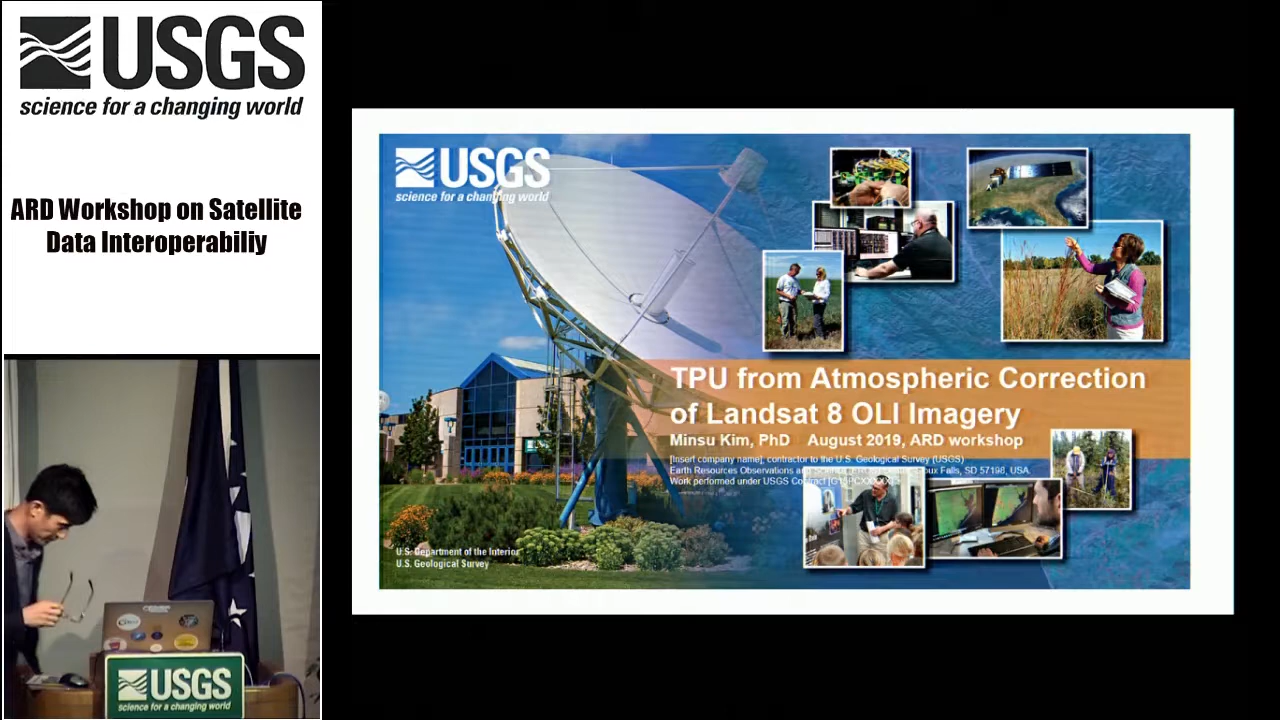 USGS
science for a changing world
ARD Workshop on Satellite
Data Interoperabiliy
USGS
science for a changing world
TPU from Atmospheric Correction
of Landsat 8 OLI Imagery
Minsu Kim, PhD August 2019, ARD workshop
[Insert company name], contractor to the U.S. Geological Survey (USGS)
Earth Resources Observations and Sioux Falls, SD 57198, USA.
Work performed under USGS Contract
U.S. Department of the Interior
U.S. Geological Survey
USGS
science for a changing world